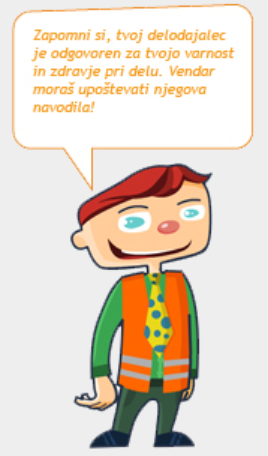 Zapomni si, tvoj delodajalec
je odgovoren za tvojo varnost
in zdravje pri delu. Vendar
moraš upoštevati njegova
navodila!